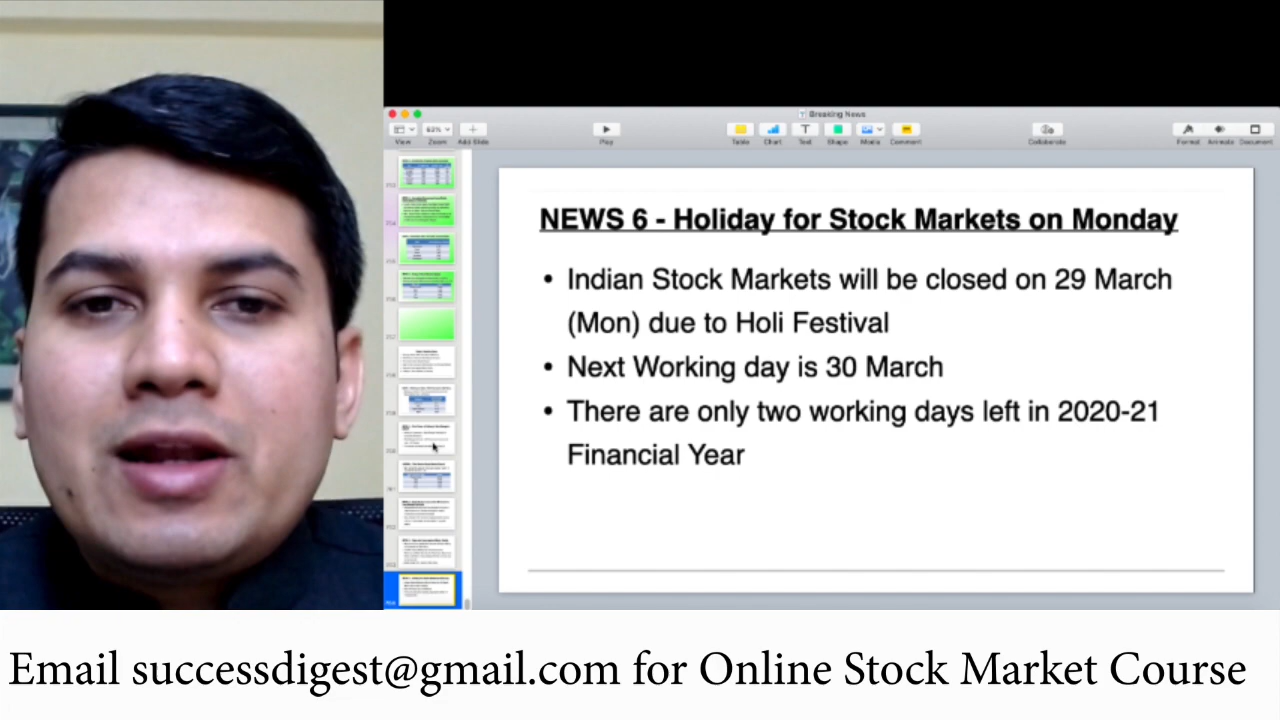 Breaking News
View
Zoom
Add Slide
Play
Table
Chart
Text
Shape
Media
Comment
Collaborate
Format
Animate
Document
NEWS 6 - Holiday for Stock Markets on Monday
• Indian Stock Markets will be closed on 29 March
(Mon) due to Holi Festival
• Next Working day is 30 March
• There are only two working days left in 2020-21
Financial Year
Email successdigest@gmail.com for Online Stock Market Course